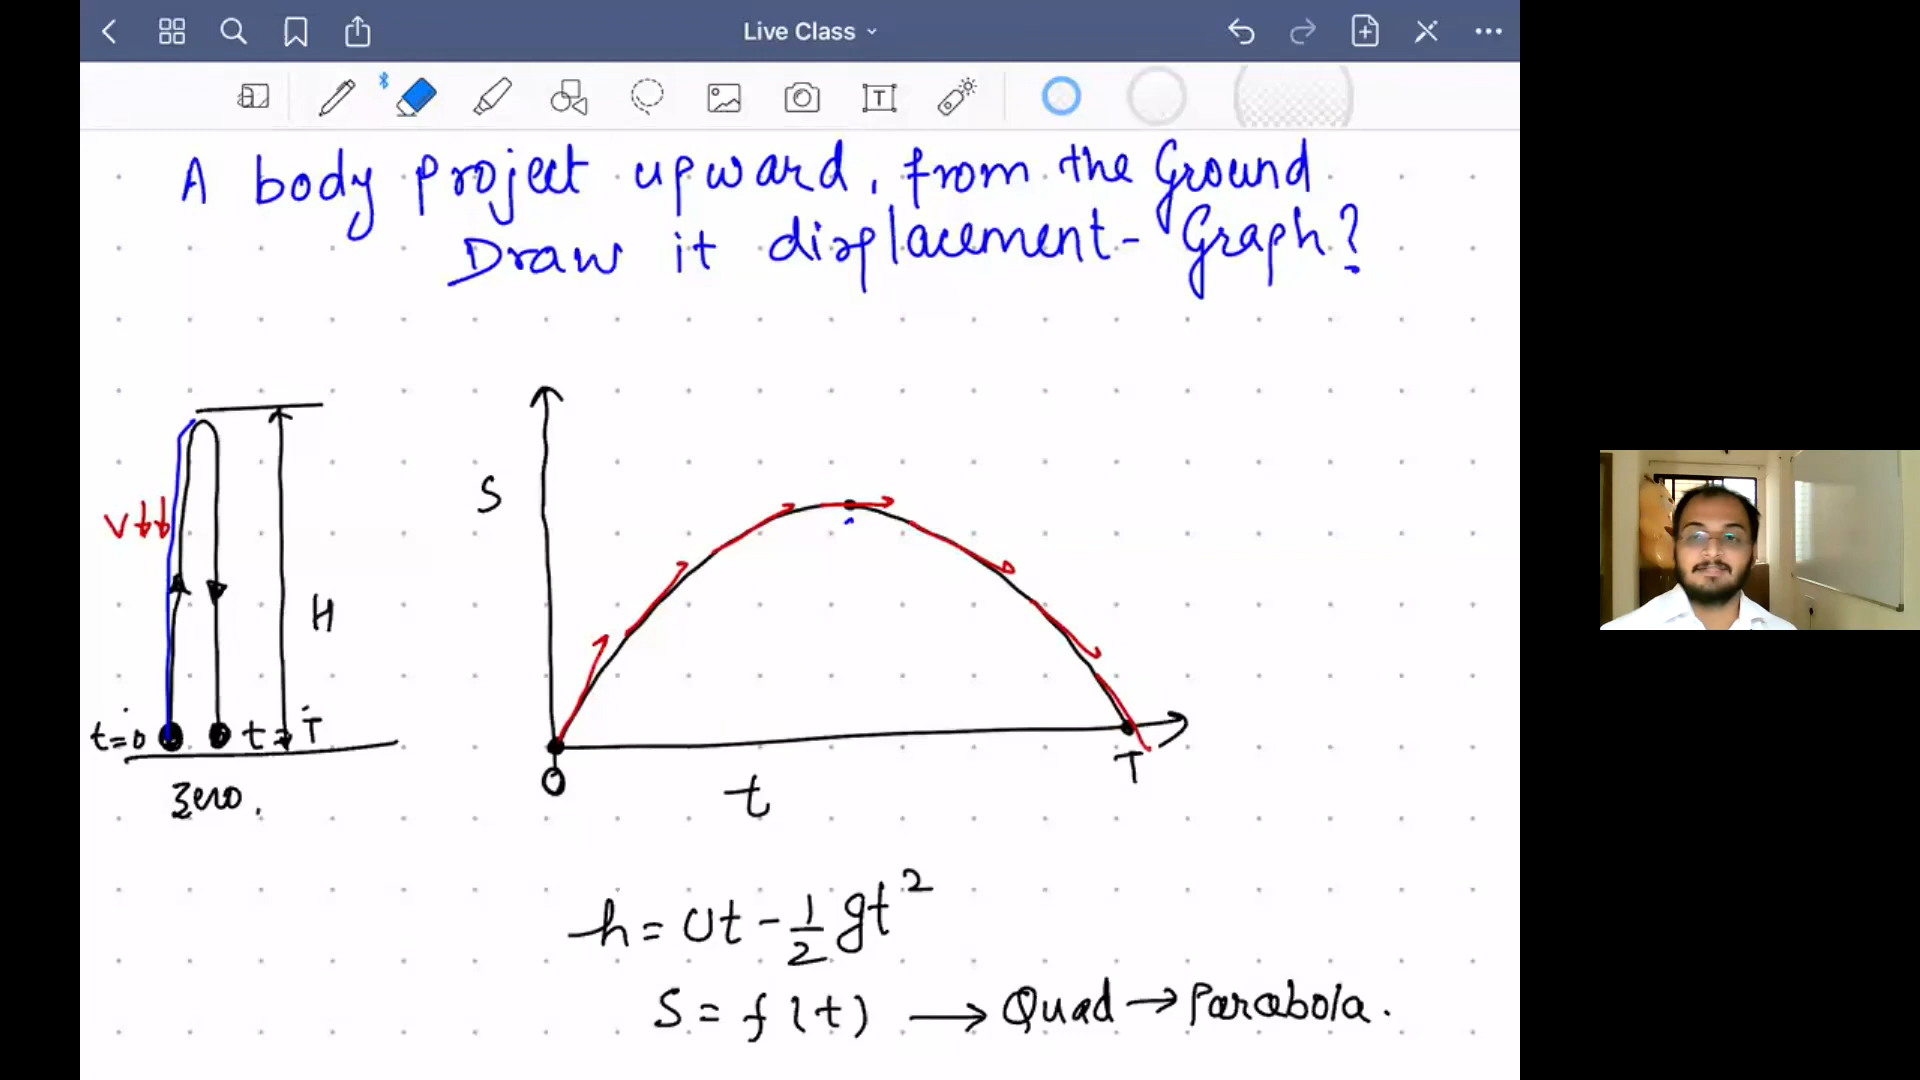 Live Class
A body project upward, from the Ground
Draw it displacement- Graph?
S
V↓↓
H
t=0
t=T
T
zero.
O
t
h = Ut - 1/2 gt²
S = f(t) → Quad → Parabola.